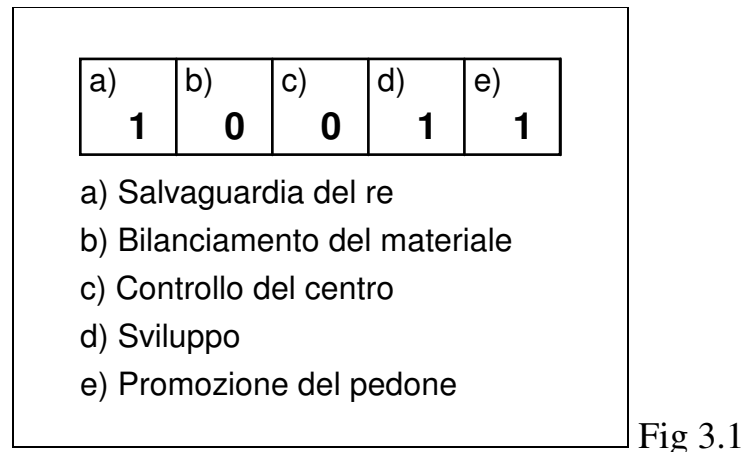 a) b) c) d) e)
1 0 0 1 1
a) Salvaguardia del re
b) Bilanciamento del materiale
c) Controllo del centro
d) Sviluppo
e) Promozione del pedone
Fig 3.1